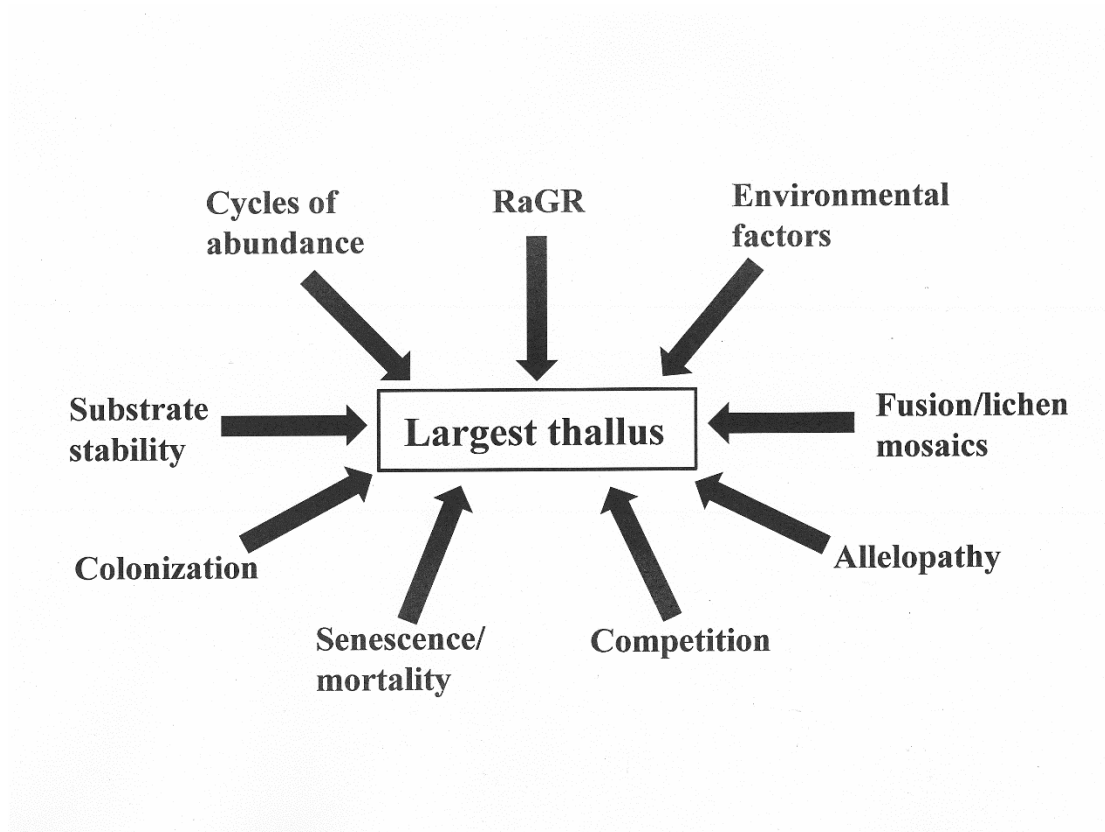 Cycles of
abundance
RaGR
Environmental
factors
Substrate
stability
Largest thallus
Fusion/lichen
mosaics
Colonization
Allelopathy
Senescence/
mortality
Competition